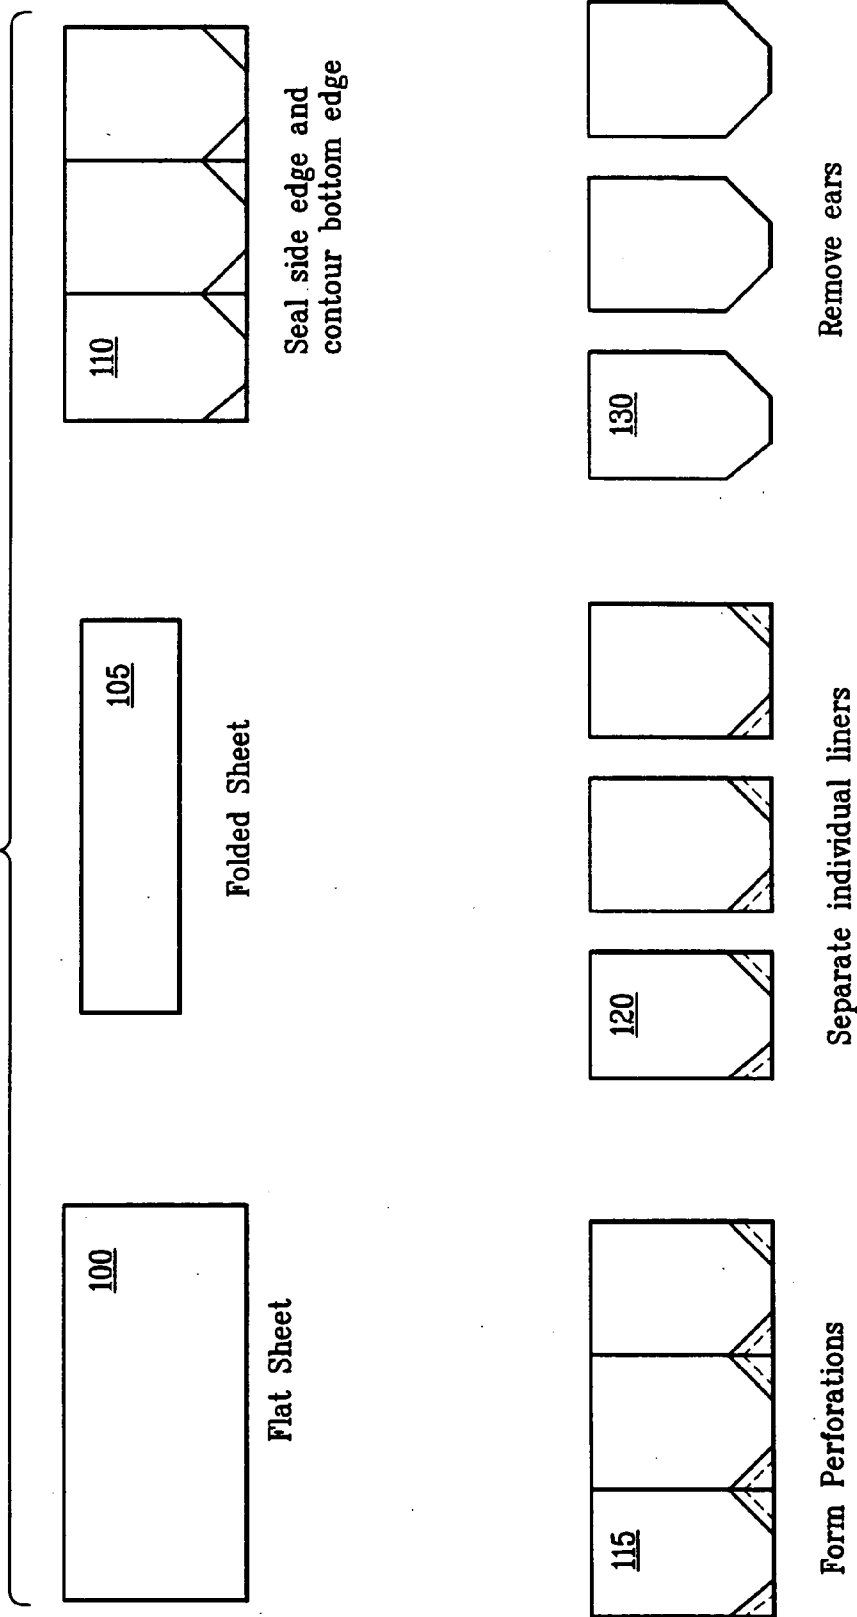 100
Flat Sheet
105
Folded Sheet
110
Seal side edge and
contour bottom edge
115
Form Perforations
120
Separate individual liners
130
Remove ears